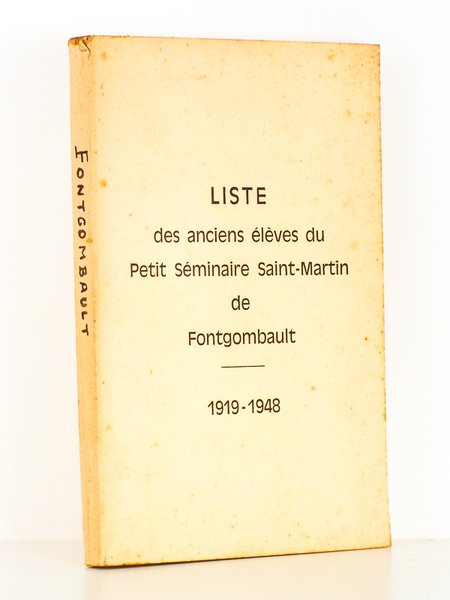 FONTGOMBAULT
LISTE
des anciens élèves du
Petit Séminaire Saint-Martin
de
Fontgombault
1919-1948